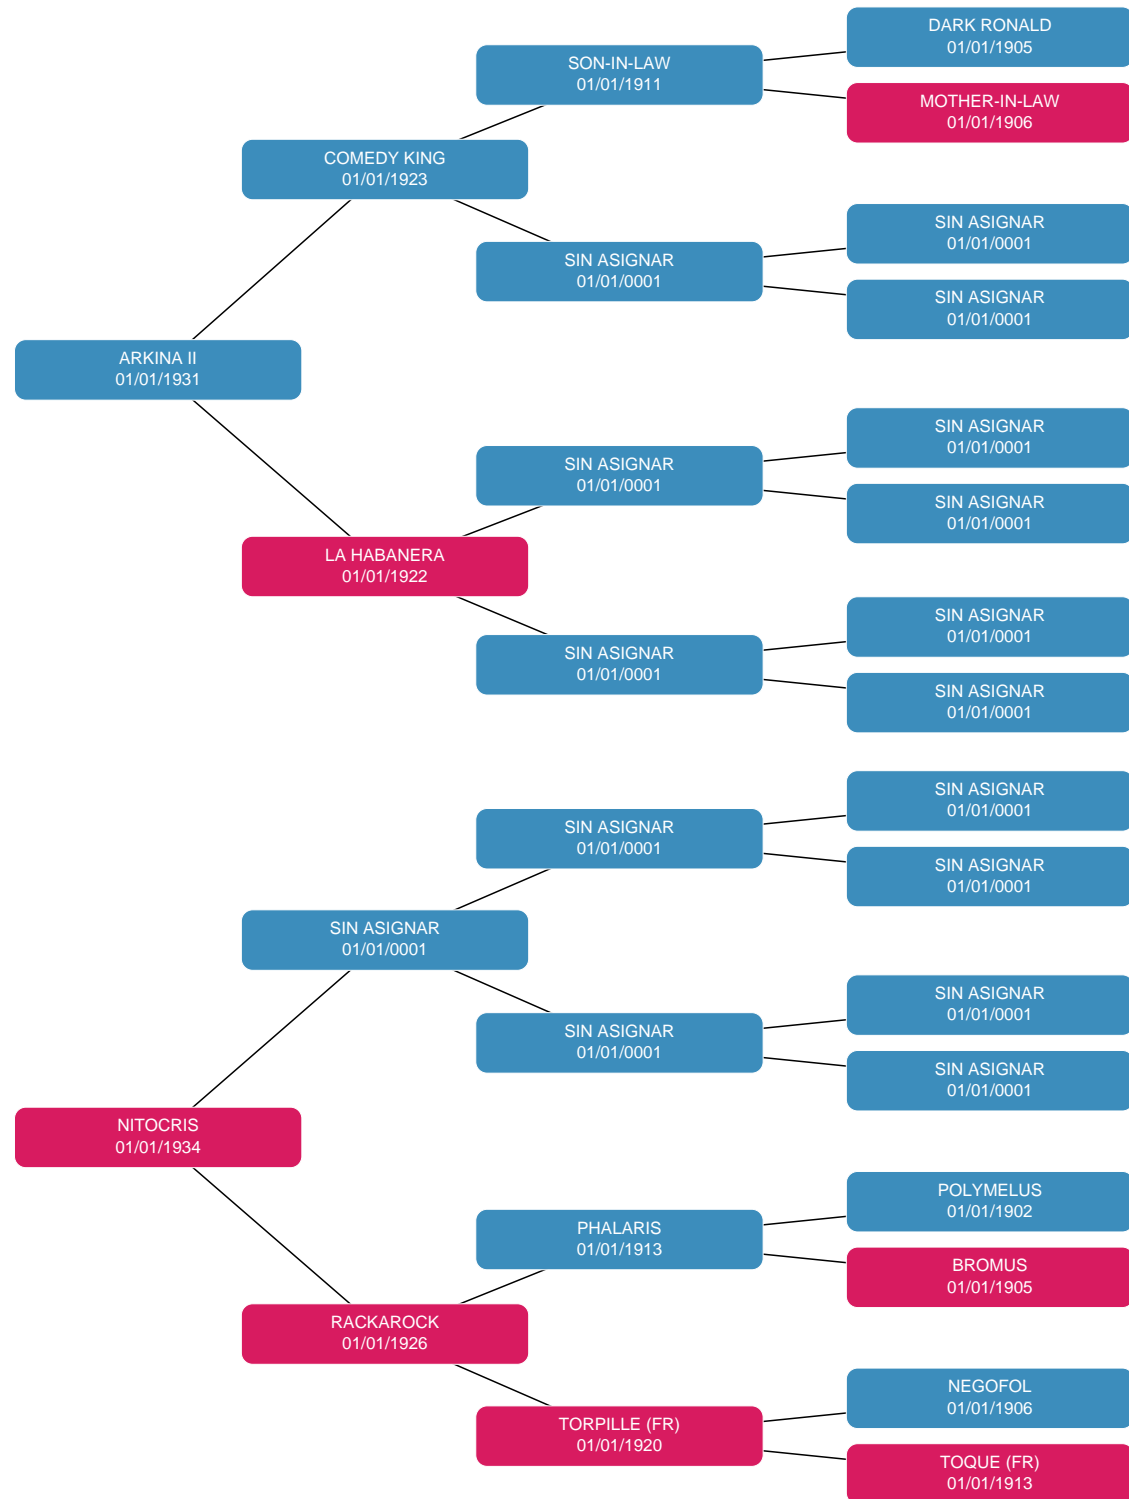 DARK RONALD
01/01/1905
SON-IN-LAW
01/01/1911
MOTHER-IN-LAW
01/01/1906
COMEDY KING
01/01/1923
SIN ASIGNAR
01/01/0001
SIN ASIGNAR
01/01/0001
SIN ASIGNAR
01/01/0001
ARKINA II
01/01/1931
SIN ASIGNAR
01/01/0001
SIN ASIGNAR
01/01/0001
SIN ASIGNAR
01/01/0001
LA HABANERA
01/01/1922
SIN ASIGNAR
01/01/0001
SIN ASIGNAR
01/01/0001
SIN ASIGNAR
01/01/0001
SIN ASIGNAR
01/01/0001
SIN ASIGNAR
01/01/0001
SIN ASIGNAR
01/01/0001
SIN ASIGNAR
01/01/0001
SIN ASIGNAR
01/01/0001
SIN ASIGNAR
01/01/0001
SIN ASIGNAR
01/01/0001
NITOCRIS
01/01/1934
POLYMELUS
01/01/1902
PHALARIS
01/01/1913
BROMUS
01/01/1905
RACKAROCK
01/01/1926
NEGOFOL
01/01/1906
TORPILLE (FR)
01/01/1920
TOQUE (FR)
01/01/1913